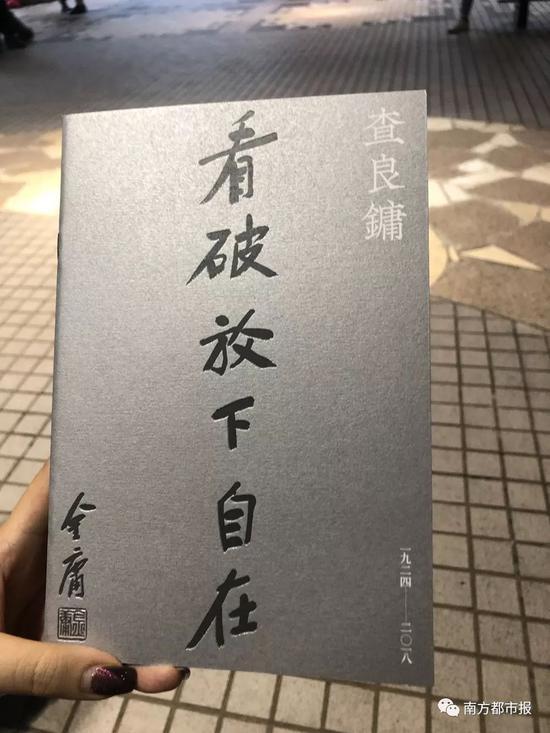 查良鏞
看破放下自在
金庸
一九二四——二〇一八
南方都市报